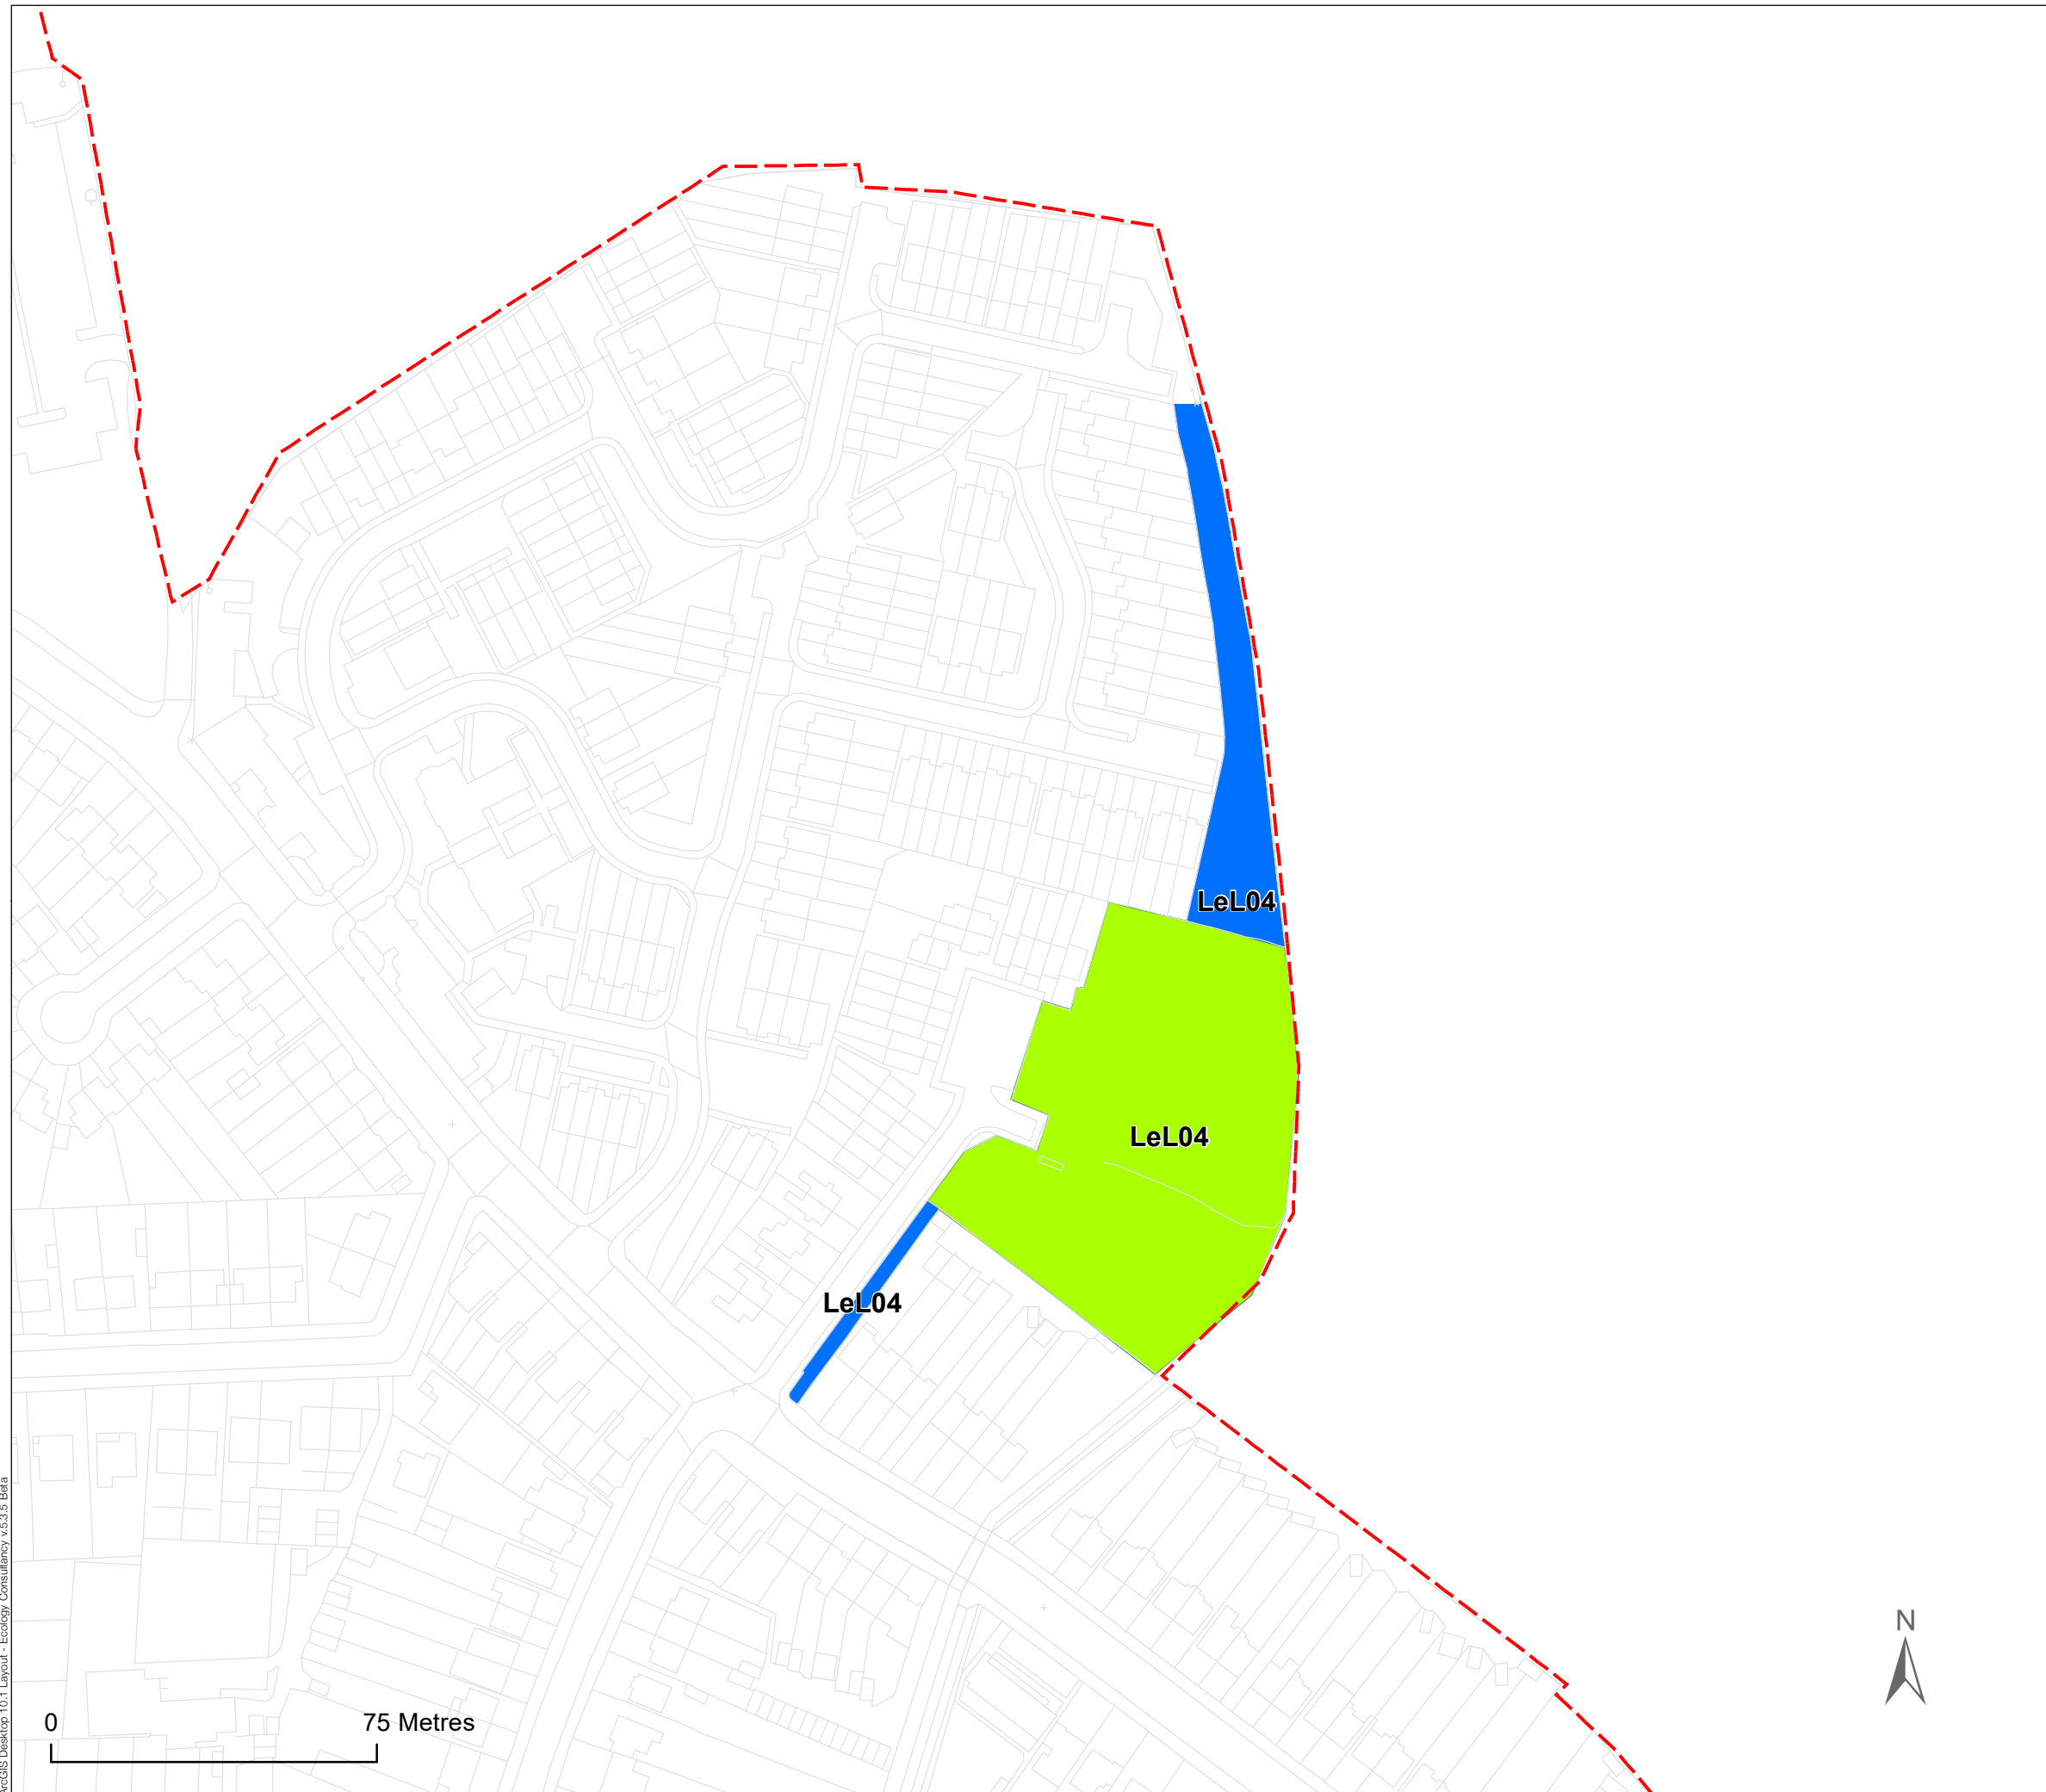 LeL04
LeL04
LeL04
N
0 75 Metres
ArcGIS Desktop 10.1 Layout - Ecology Consultancy v.5.3.5 Beta